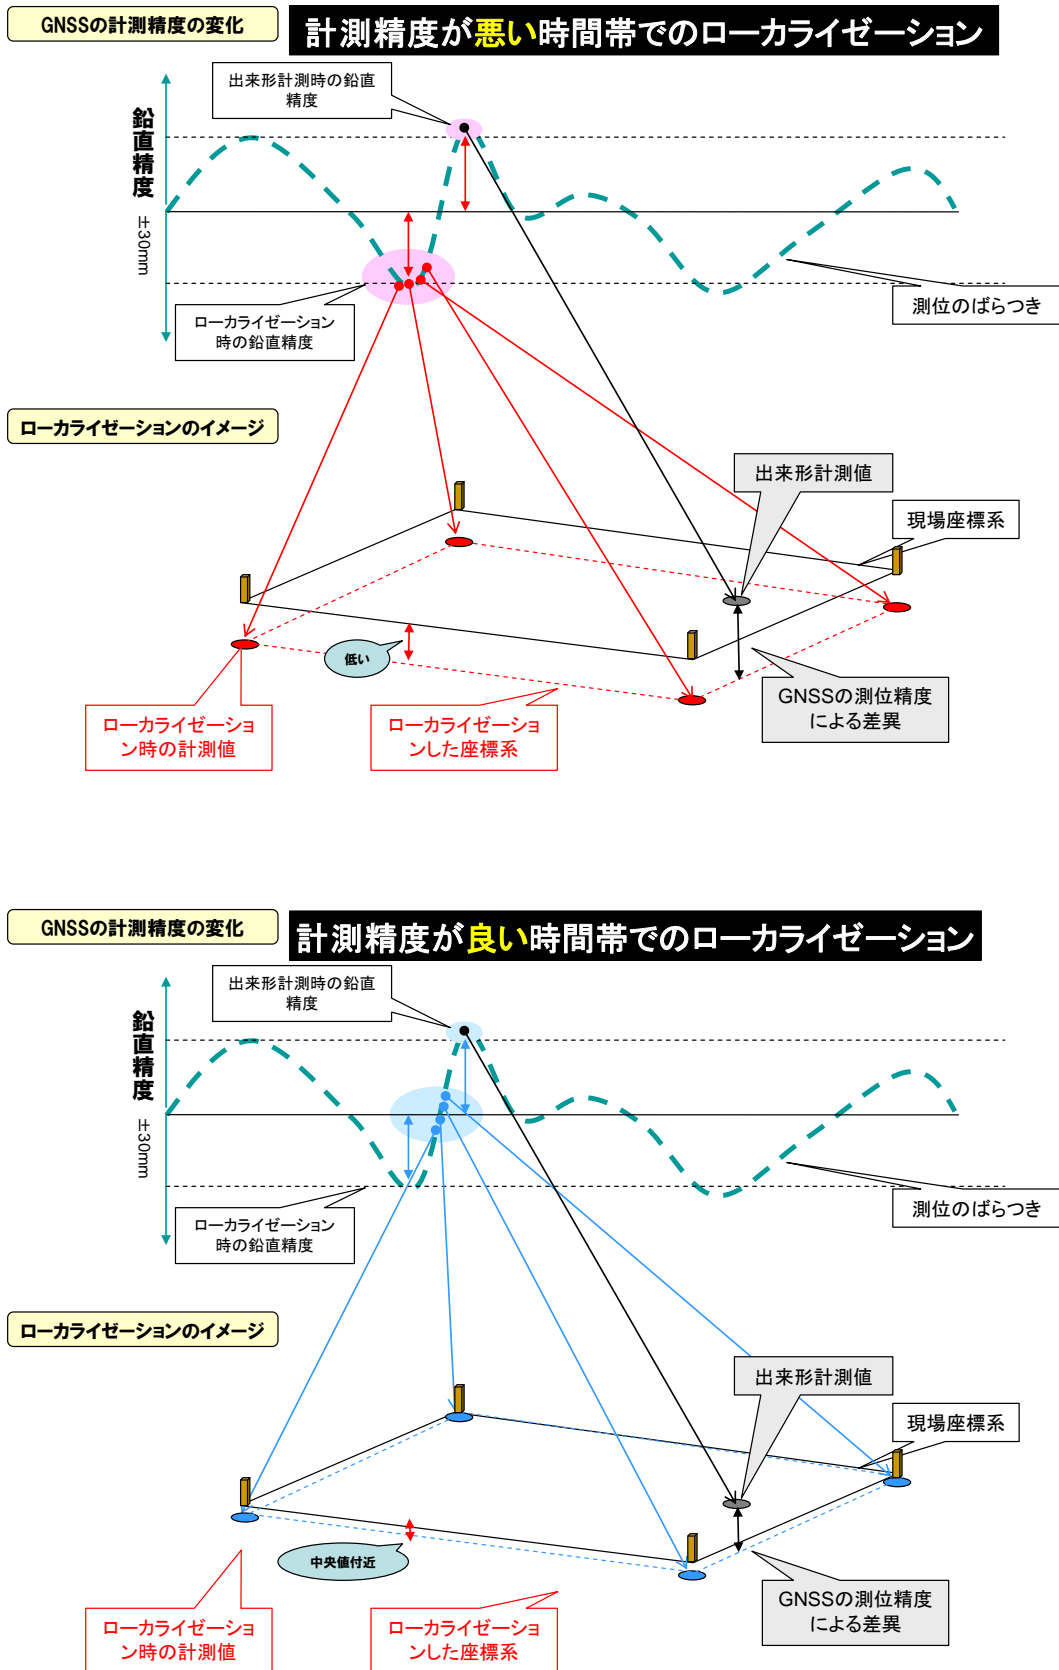 GNSSの計測精度の変化
計測精度が悪い時間帯でのローカライゼーション
出来形計測時の鉛直
精度
鉛直精度
±30mm
ローカライゼーション
時の鉛直精度
測位のばらつき
ローカライゼーションのイメージ
出来形計測値
現場座標系
低い
ローカライゼーショ
ン時の計測値
ローカライゼーショ
ンした座標系
GNSSの測位精度
による差異
GNSSの計測精度の変化
計測精度が良い時間帯でのローカライゼーション
出来形計測時の鉛直
精度
鉛直精度
±30mm
ローカライゼーション
時の鉛直精度
測位のばらつき
ローカライゼーションのイメージ
出来形計測値
現場座標系
中央値付近
ローカライゼーショ
ン時の計測値
ローカライゼーショ
ンした座標系
GNSSの測位精度
による差異